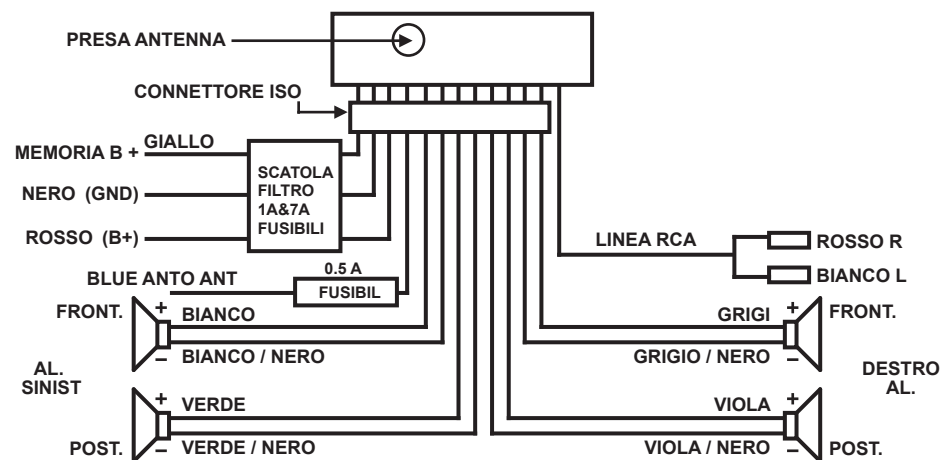 PRESA ANTENNA
CONNETTORE ISO
MEMORIA B +
GIALLO
NERO (GND)
ROSSO (B+)
SCATOLA
FILTRO
1A&7A
FUSIBILI
BLUE ANTO ANT
0.5 A
FUSIBIL
LINEA RCA
ROSSO R
BIANCO L
FRONT.
+
BIANCO
–
BIANCO / NERO
AL.
SINIST
+
VERDE
POST.
–
VERDE / NERO
GRIGI
+
FRONT.
GRIGIO / NERO
–
DESTRO
AL.
VIOLA
+
VIOLA / NERO
–
POST.